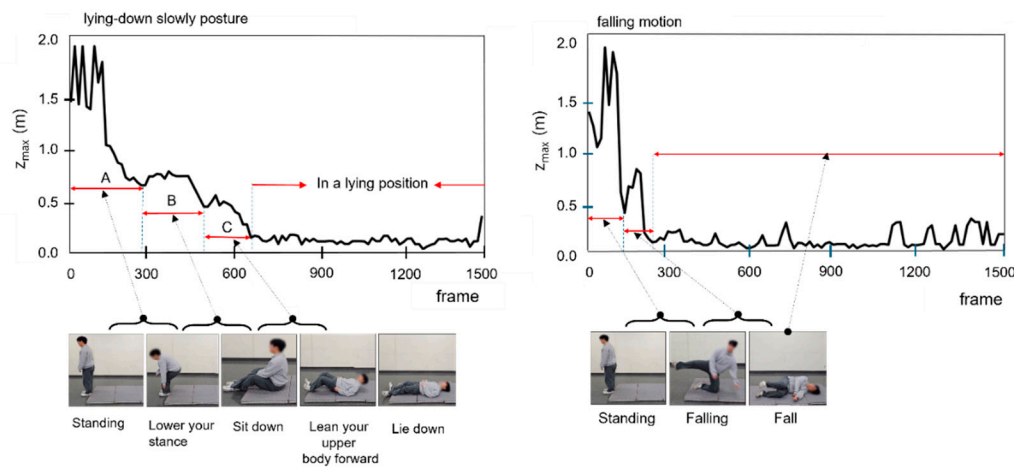 lying-down slowly posture
2.0
1.5
1.0
0.5
0.0
z_max (m)
A
B
C
In a lying position
0
300
600
900
1200
1500
frame
Standing
Lower your
stance
Sit down
Lean your
upper
body forward
Lie down
falling motion
2.0
1.5
1.0
0.5
0.0
z_max (m)
0
300
600
900
1200
1500
frame
Standing
Falling
Fall